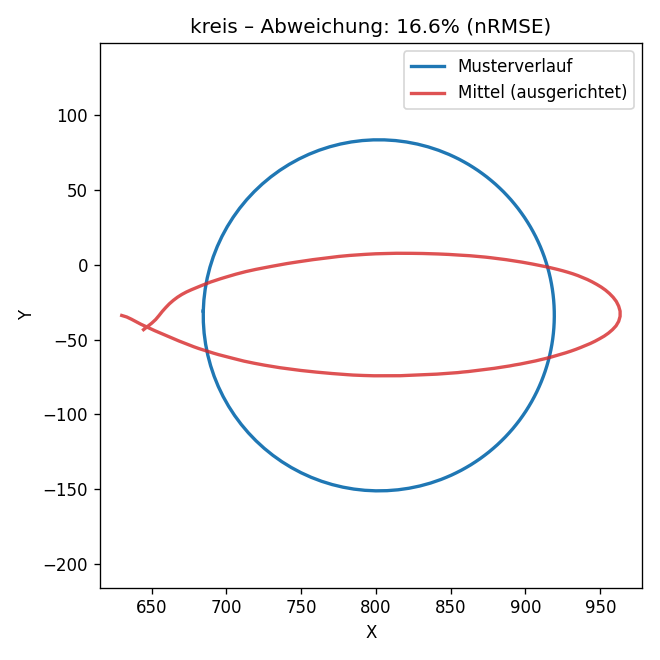 kreis – Abweichung: 16.6% (nRMSE)
Musterverlauf
Mittel (ausgerichtet)
100
50
0
−50
−100
−150
−200
Y
650 700 750 800 850 900 950
X